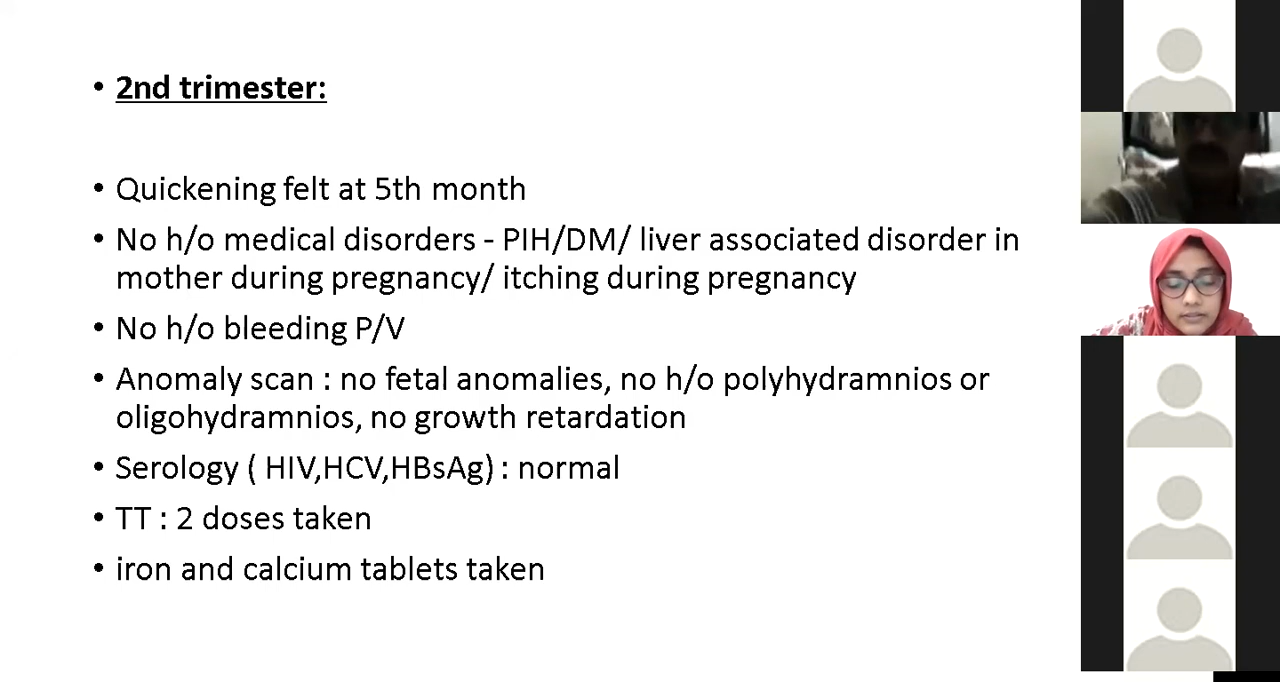 • 2nd trimester:
• Quickening felt at 5th month
• No h/o medical disorders - PIH/DM/ liver associated disorder in
mother during pregnancy/ itching during pregnancy
• No h/o bleeding P/V
• Anomaly scan : no fetal anomalies, no h/o polyhydramnios or
oligohydramnios, no growth retardation
• Serology ( HIV,HCV,HBsAg) : normal
• TT : 2 doses taken
• iron and calcium tablets taken